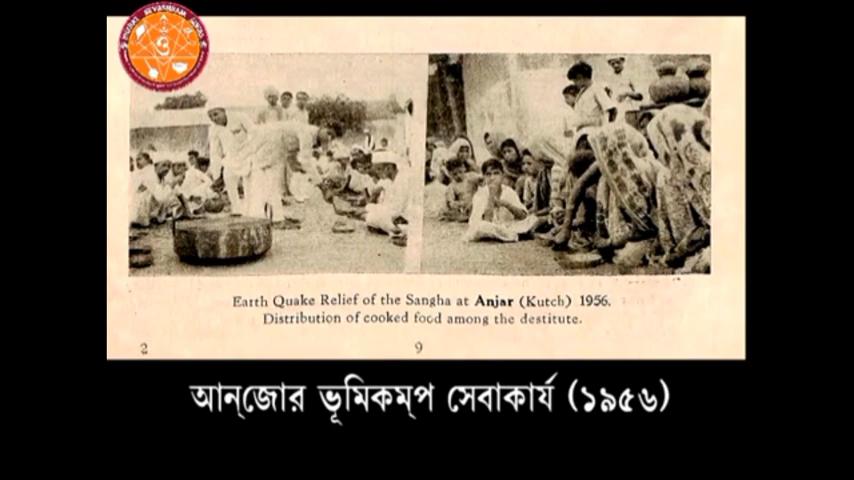 Earth Quake Relief of the Sangha at Anjar (Kutch) 1956.
Distribution of cooked food among the destitute.
2
9
আন্‌জোর ভূমিকম্‌প সেবাকার্য (১৯৫৬)